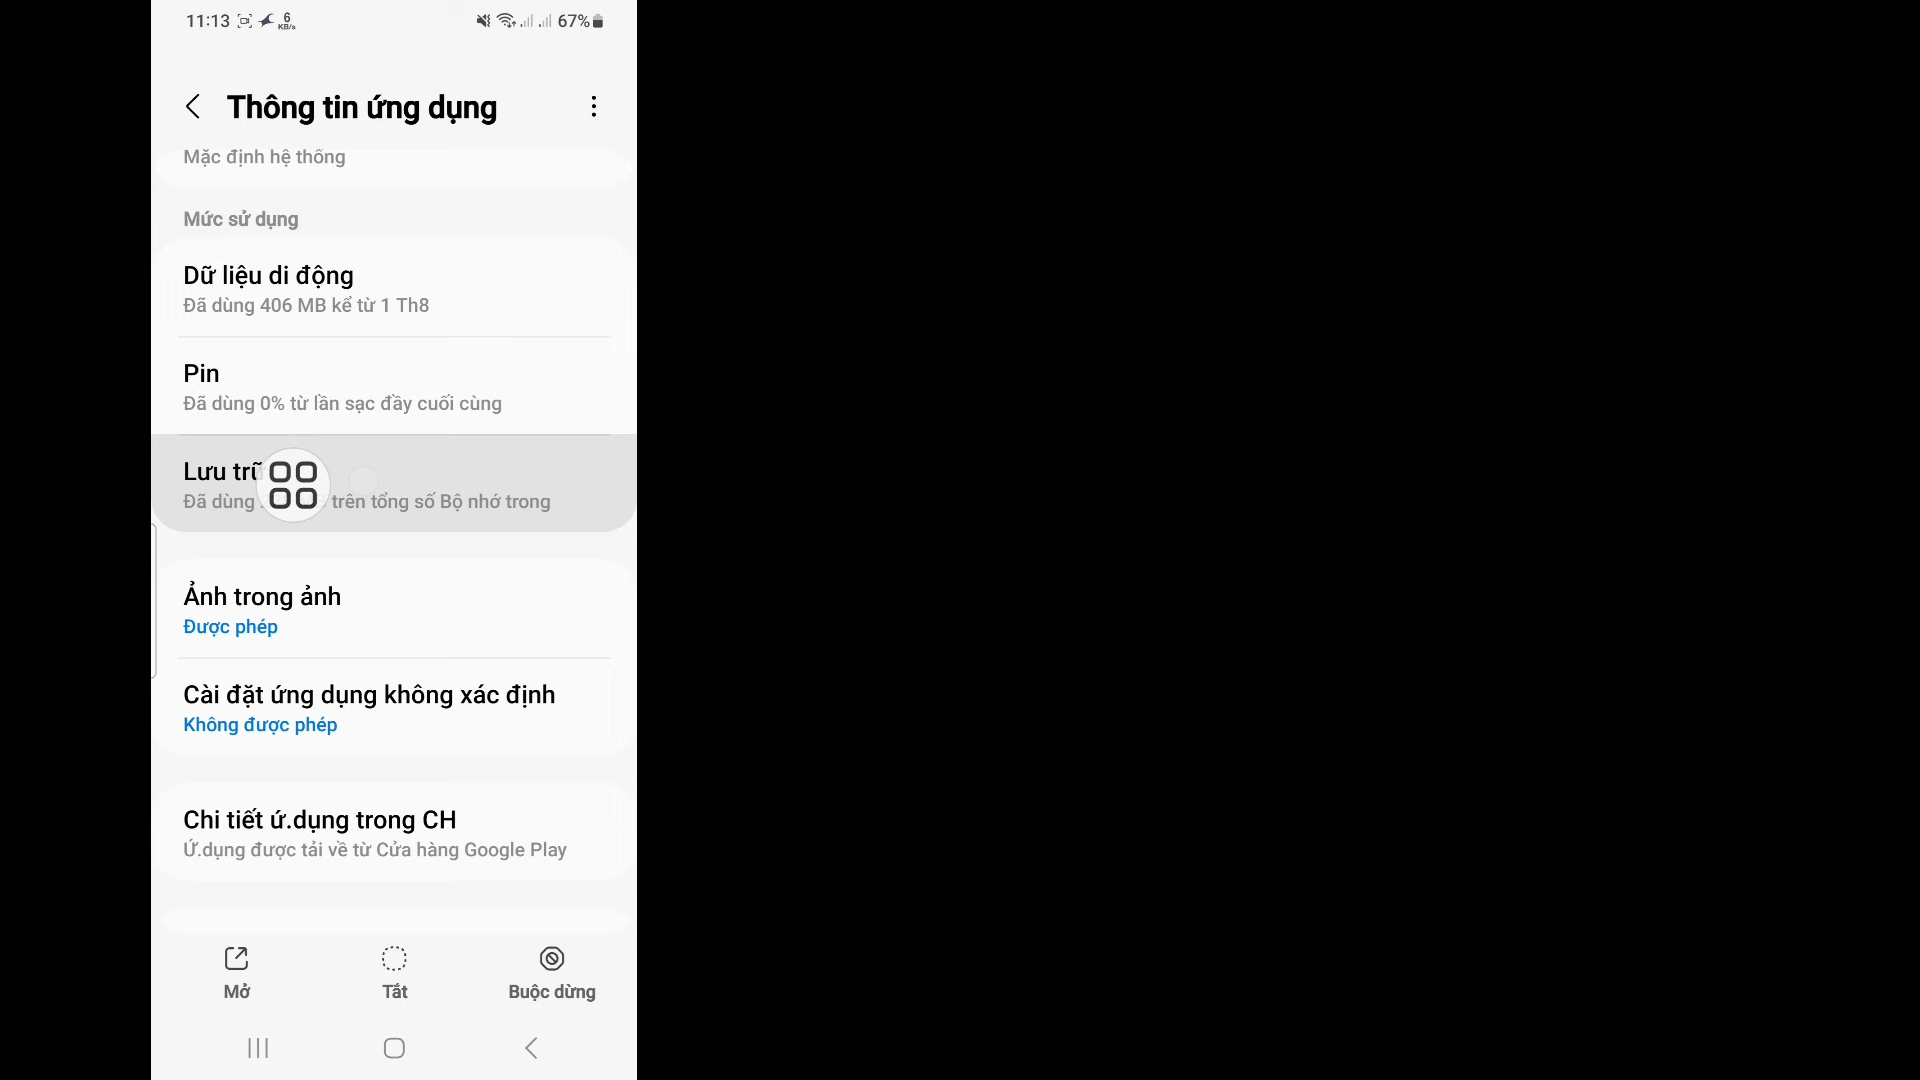 11:13 6 KB/s 67%
Thông tin ứng dụng
Mặc định hệ thống
Mức sử dụng
Dữ liệu di động
Đã dùng 406 MB kể từ 1 Th8
Pin
Đã dùng 0% từ lần sạc đầy cuối cùng
Lưu trữ
Đã dùng trên tổng số Bộ nhớ trong
Ảnh trong ảnh
Được phép
Cài đặt ứng dụng không xác định
Không được phép
Chi tiết ứ.dụng trong CH
Ứ.dụng được tải về từ Cửa hàng Google Play
Mở Tắt Buộc dừng